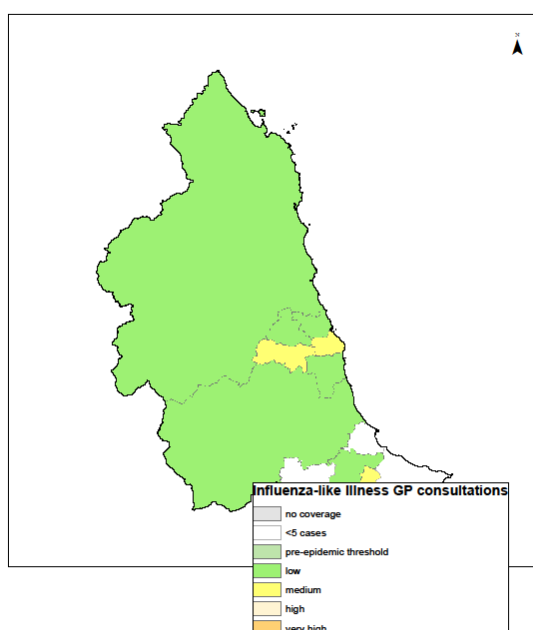 N
Influenza-like Illness GP consultations
no coverage
<5 cases
pre-epidemic threshold
low
medium
high
very high